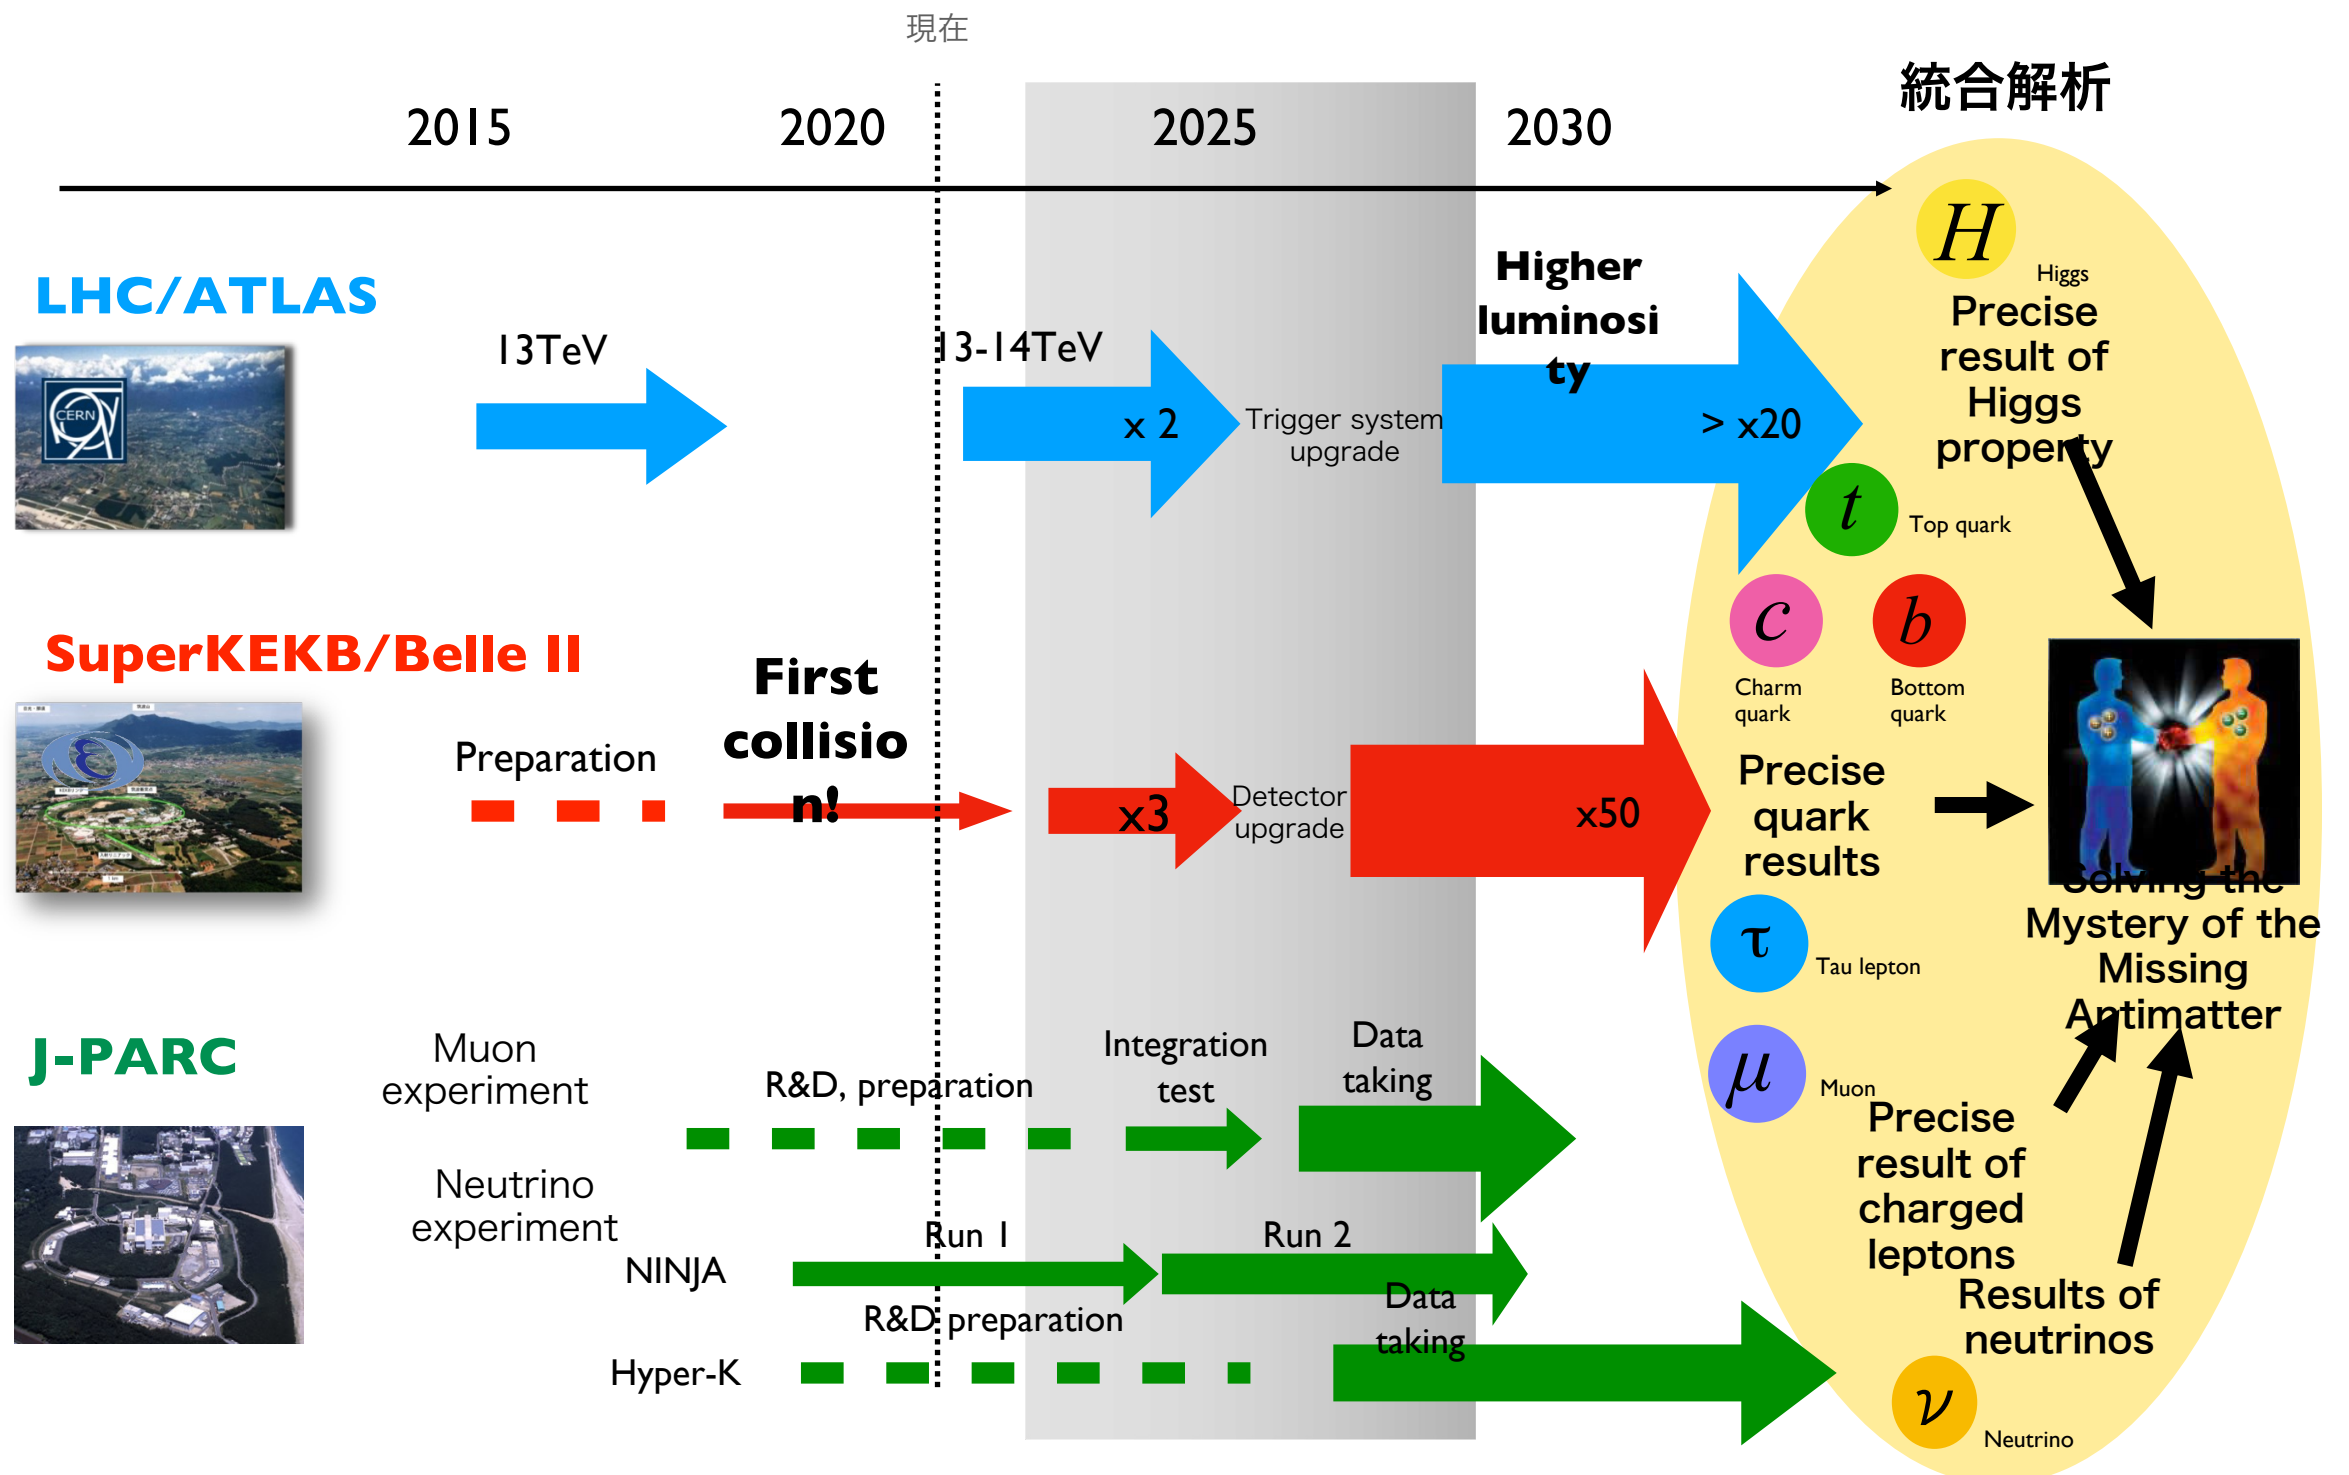 現在
2015
2020
2025
2030
統合解析
H
Higgs
Precise
result of
Higgs
property
LHC/ATLAS
CERN
13TeV
13-14TeV
x 2
Trigger system
upgrade
Higher
luminosi
ty
> x20
t
Top quark
c
Charm
quark
b
Bottom
quark
SuperKEKB/Belle II
Preparation
First
collisio
n!
x3
Detector
upgrade
x50
Precise
quark
results
Solving the
Mystery of the
Missing
Antimatter
τ
Tau lepton
μ
Muon
J-PARC
Muon
experiment
R&D, preparation
Integration
test
Data
taking
Precise
result of
charged
leptons
Neutrino
experiment
NINJA
Run 1
Run 2
Hyper-K
R&D preparation
Data
taking
Results of
neutrinos
ν
Neutrino